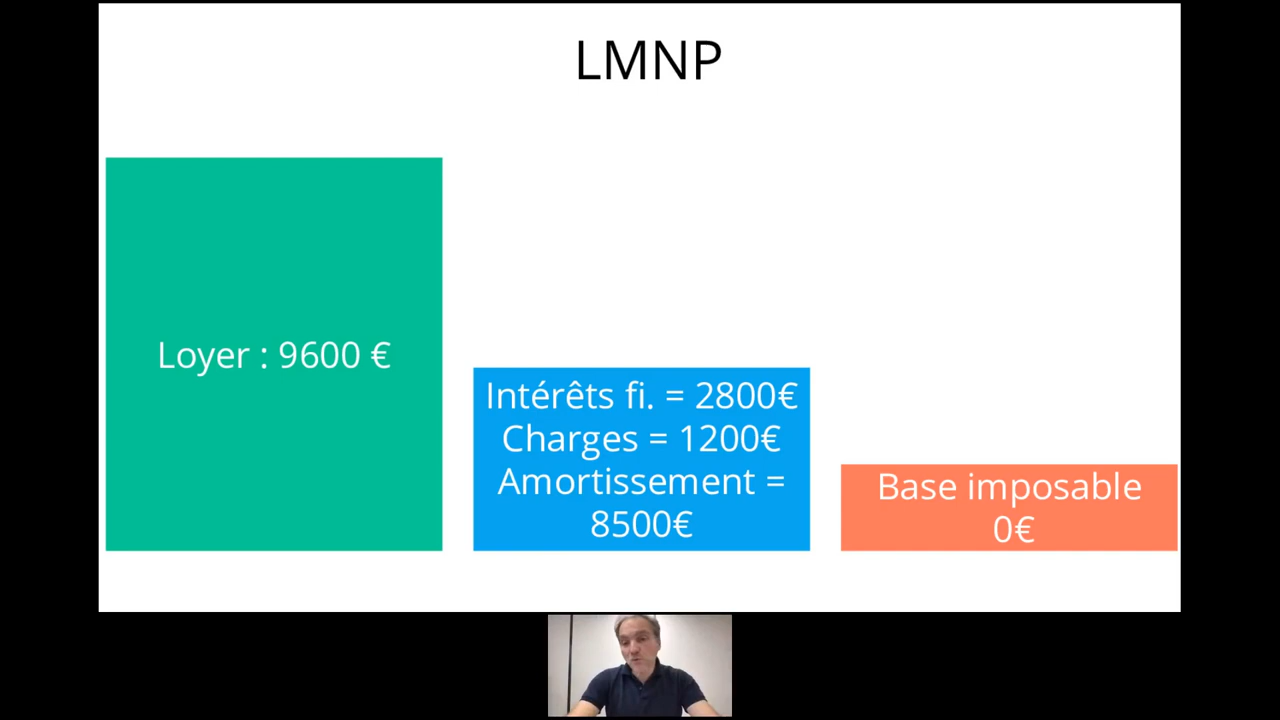 LMNP
Loyer : 9600 €
Intérêts fi. = 2800€
Charges = 1200€
Amortissement =
8500€
Base imposable
0€